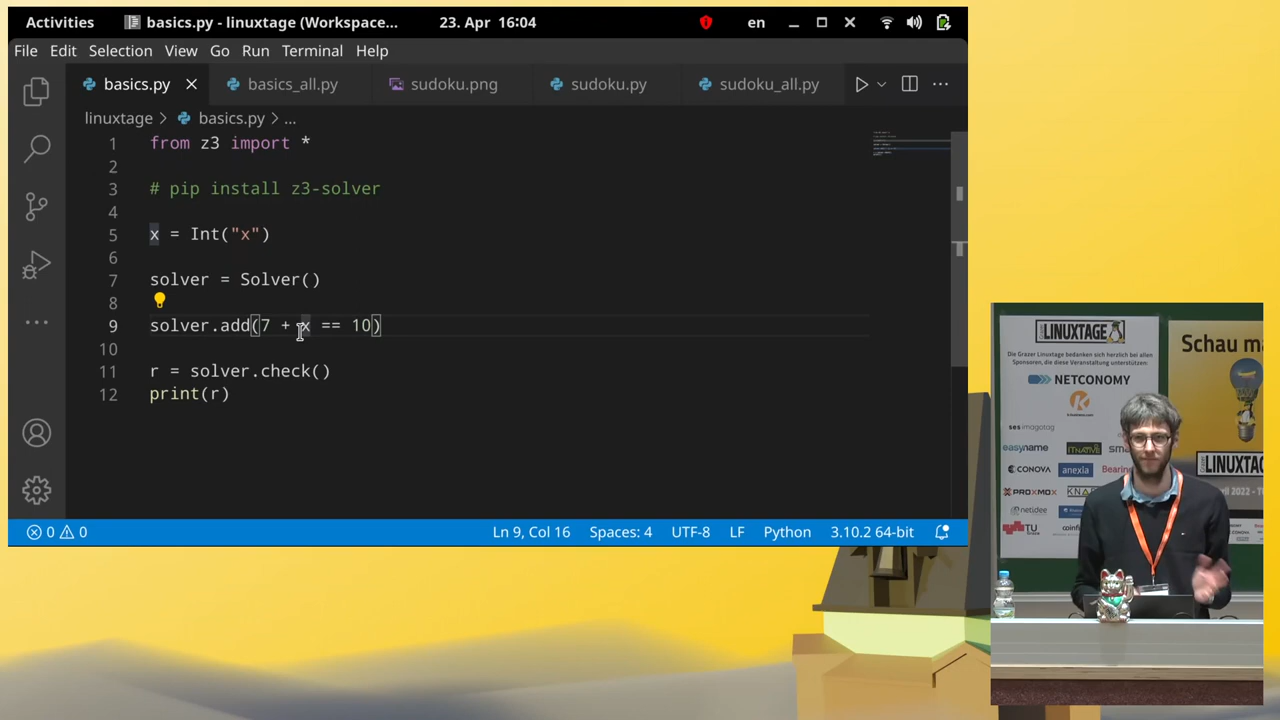 Activities basics.py - linuxtage (Workspace... 23. Apr 16:04 en
File Edit Selection View Go Run Terminal Help
basics.py basics_all.py sudoku.png sudoku.py sudoku_all.py
linuxtage > basics.py > ...
1 from z3 import *
2
3 # pip install z3-solver
4
5 x = Int("x")
6
7 solver = Solver()
8
9 solver.add(7 + x == 10)
10
11 r = solver.check()
12 print(r)
0 0 Ln 9, Col 16 Spaces: 4 UTF-8 LF Python 3.10.2 64-bit
LINUXTAGE
Die Grazer Linuxtage bedanken sich herzlich bei allen
Sponsoren, die diese Veranstaltung unterstützen:
NETCONOMY
ses imagotag
easyname ITNATIVE
CONOVA anexia Bearing
PROXMOX
netidee
TU
Schau ma
LINUXTAG
2022